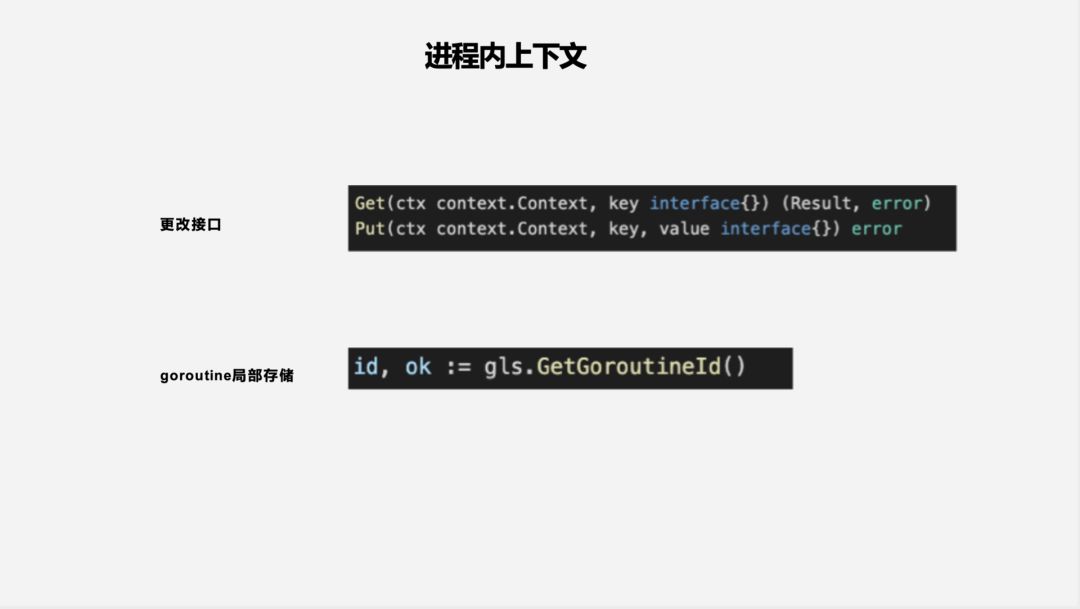 进程内上下文
更改接口
Get(ctx context.Context, key interface{}) (Result, error)
Put(ctx context.Context, key, value interface{}) error
goroutine局部存储
id, ok := gls.GetGoroutineId()